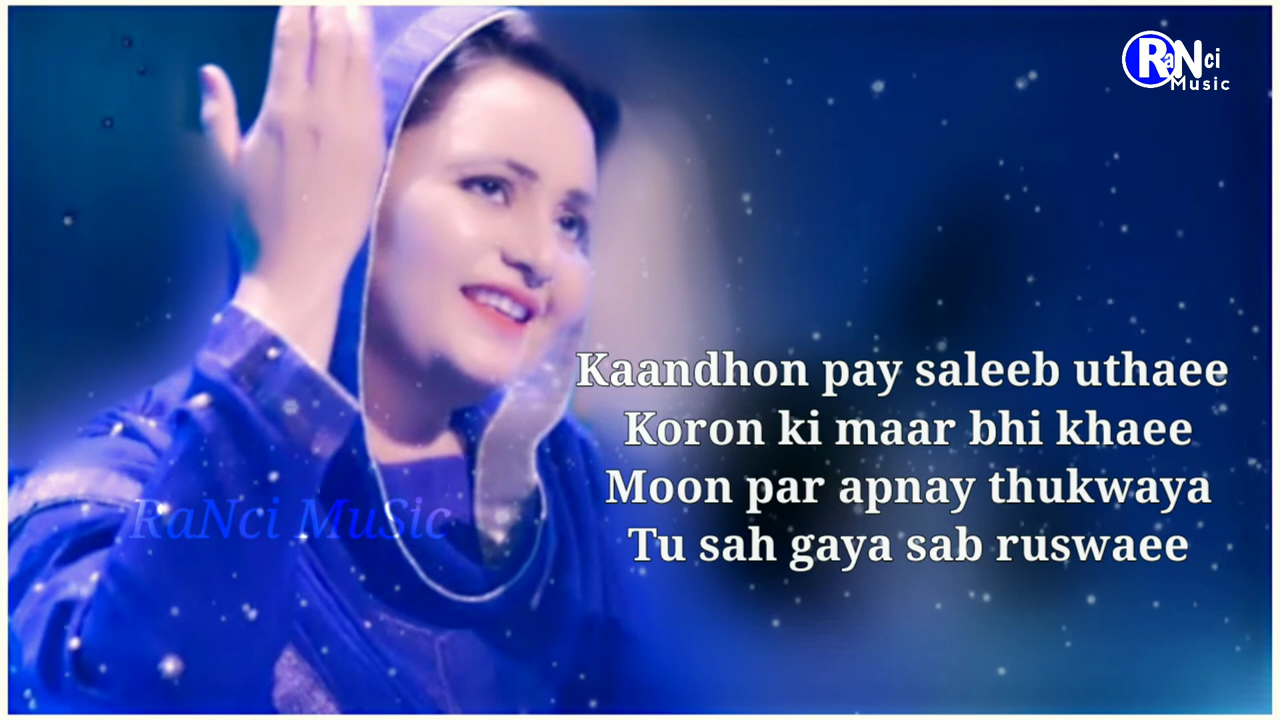 RaNci
Music
Kaandhon pay saleeb uthaee
Koron ki maar bhi khaee
Moon par apnay thukwaya
Tu sah gaya sab ruswaee
RaNci MuSic